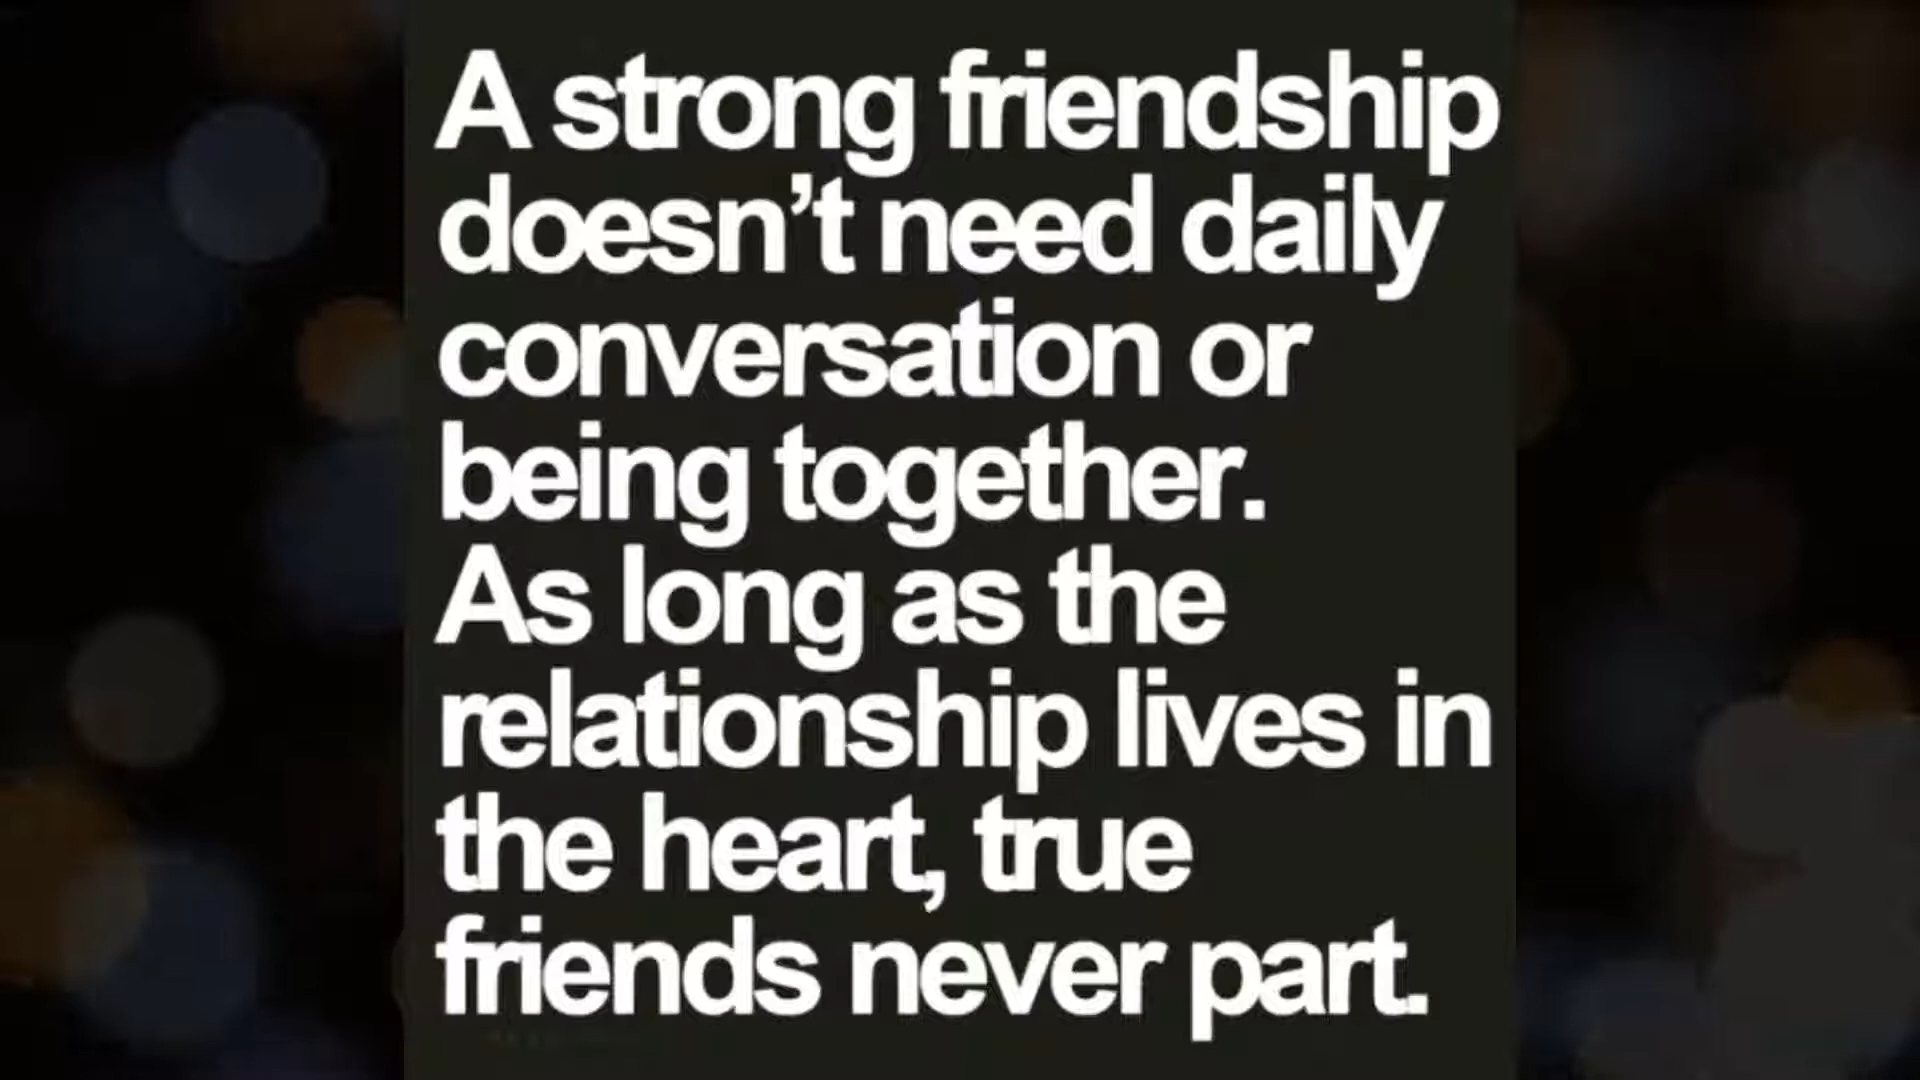 A strong friendship
doesn’t need daily
conversation or
being together.
As long as the
relationship lives in
the heart, true
friends never part.